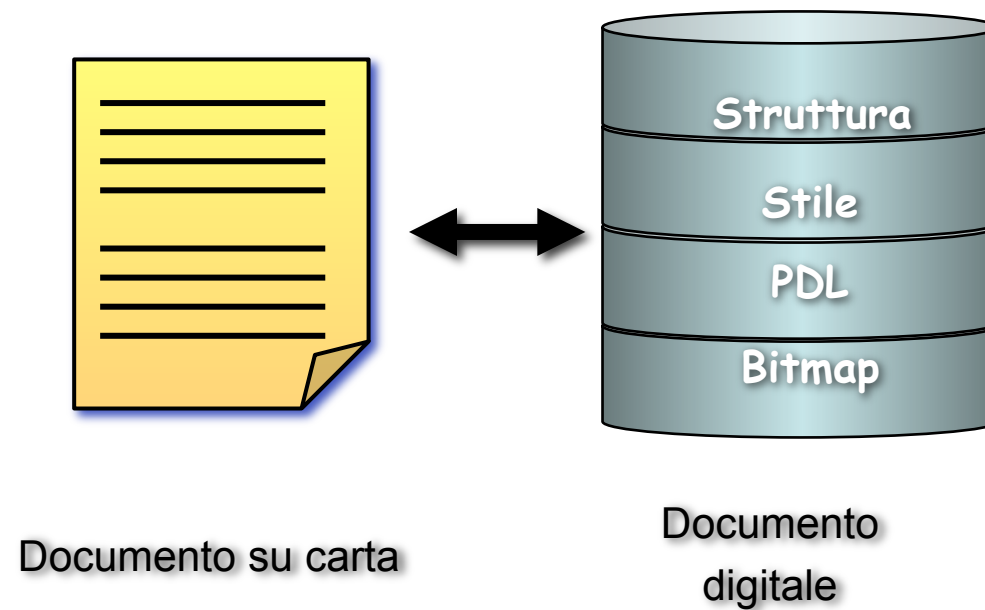 Struttura
Stile
PDL
Bitmap
Documento su carta
Documento
digitale